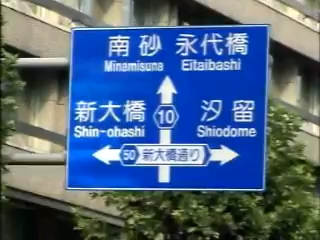 南砂 永代橋
Minamisuna Eitaibashi
新大橋 10 汐留
Shin-ohashi Shiodome
50 新大橋通り